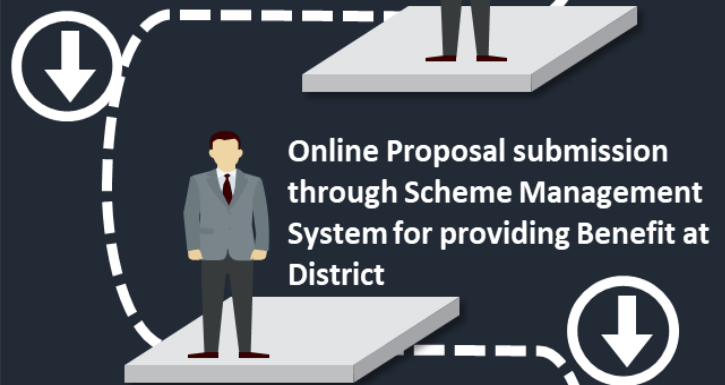 Online Proposal submission
through Scheme Management
System for providing Benefit at
District